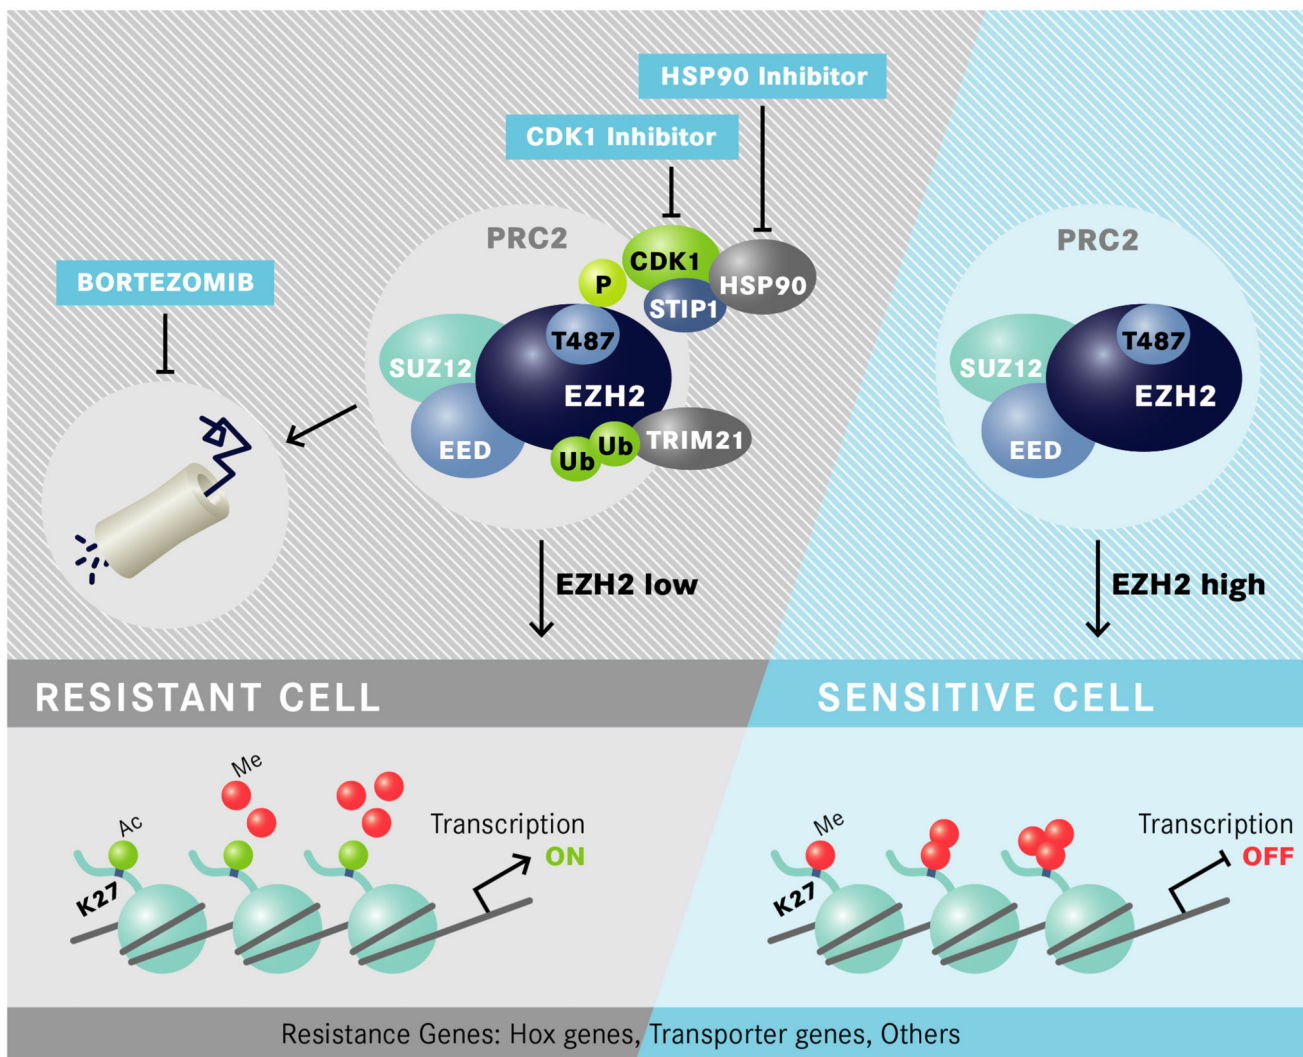 HSP90 Inhibitor
CDK1 Inhibitor
BORTEZOMIB
PRC2
CDK1
HSP90
P
STIP1
T487
SUZ12
EZH2
EED
Ub
Ub
TRIM21
EZH2 low
PRC2
T487
SUZ12
EZH2
EED
EZH2 high
RESISTANT CELL
SENSITIVE CELL
Ac
Me
K27
Transcription
ON
Me
K27
Transcription
OFF
Resistance Genes: Hox genes, Transporter genes, Others